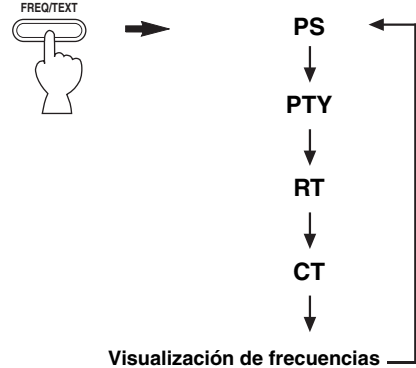 FREQ/TEXT
PS
PTY
RT
CT
Visualización de frecuencias